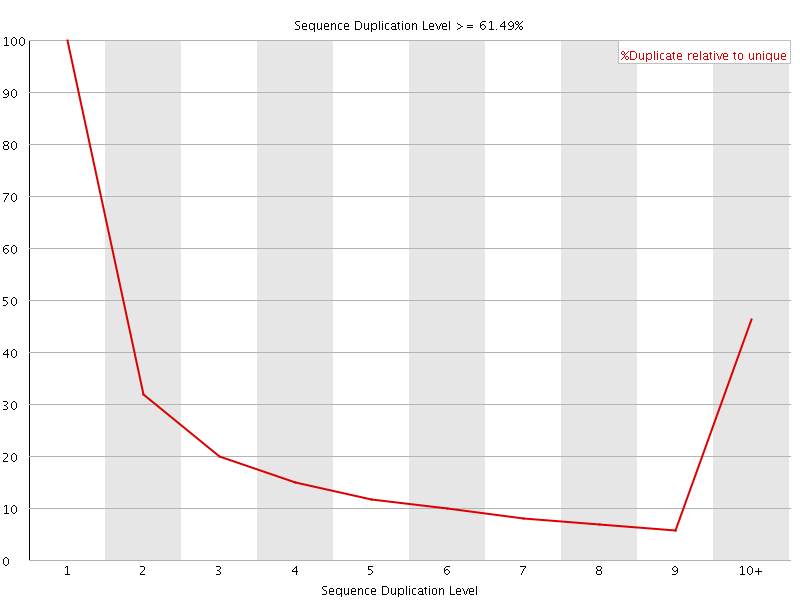 Sequence Duplication Level >= 61.49%
%Duplicate relative to unique
100
90
80
70
60
50
40
30
20
10
0
1 2 3 4 5 6 7 8 9 10+
Sequence Duplication Level